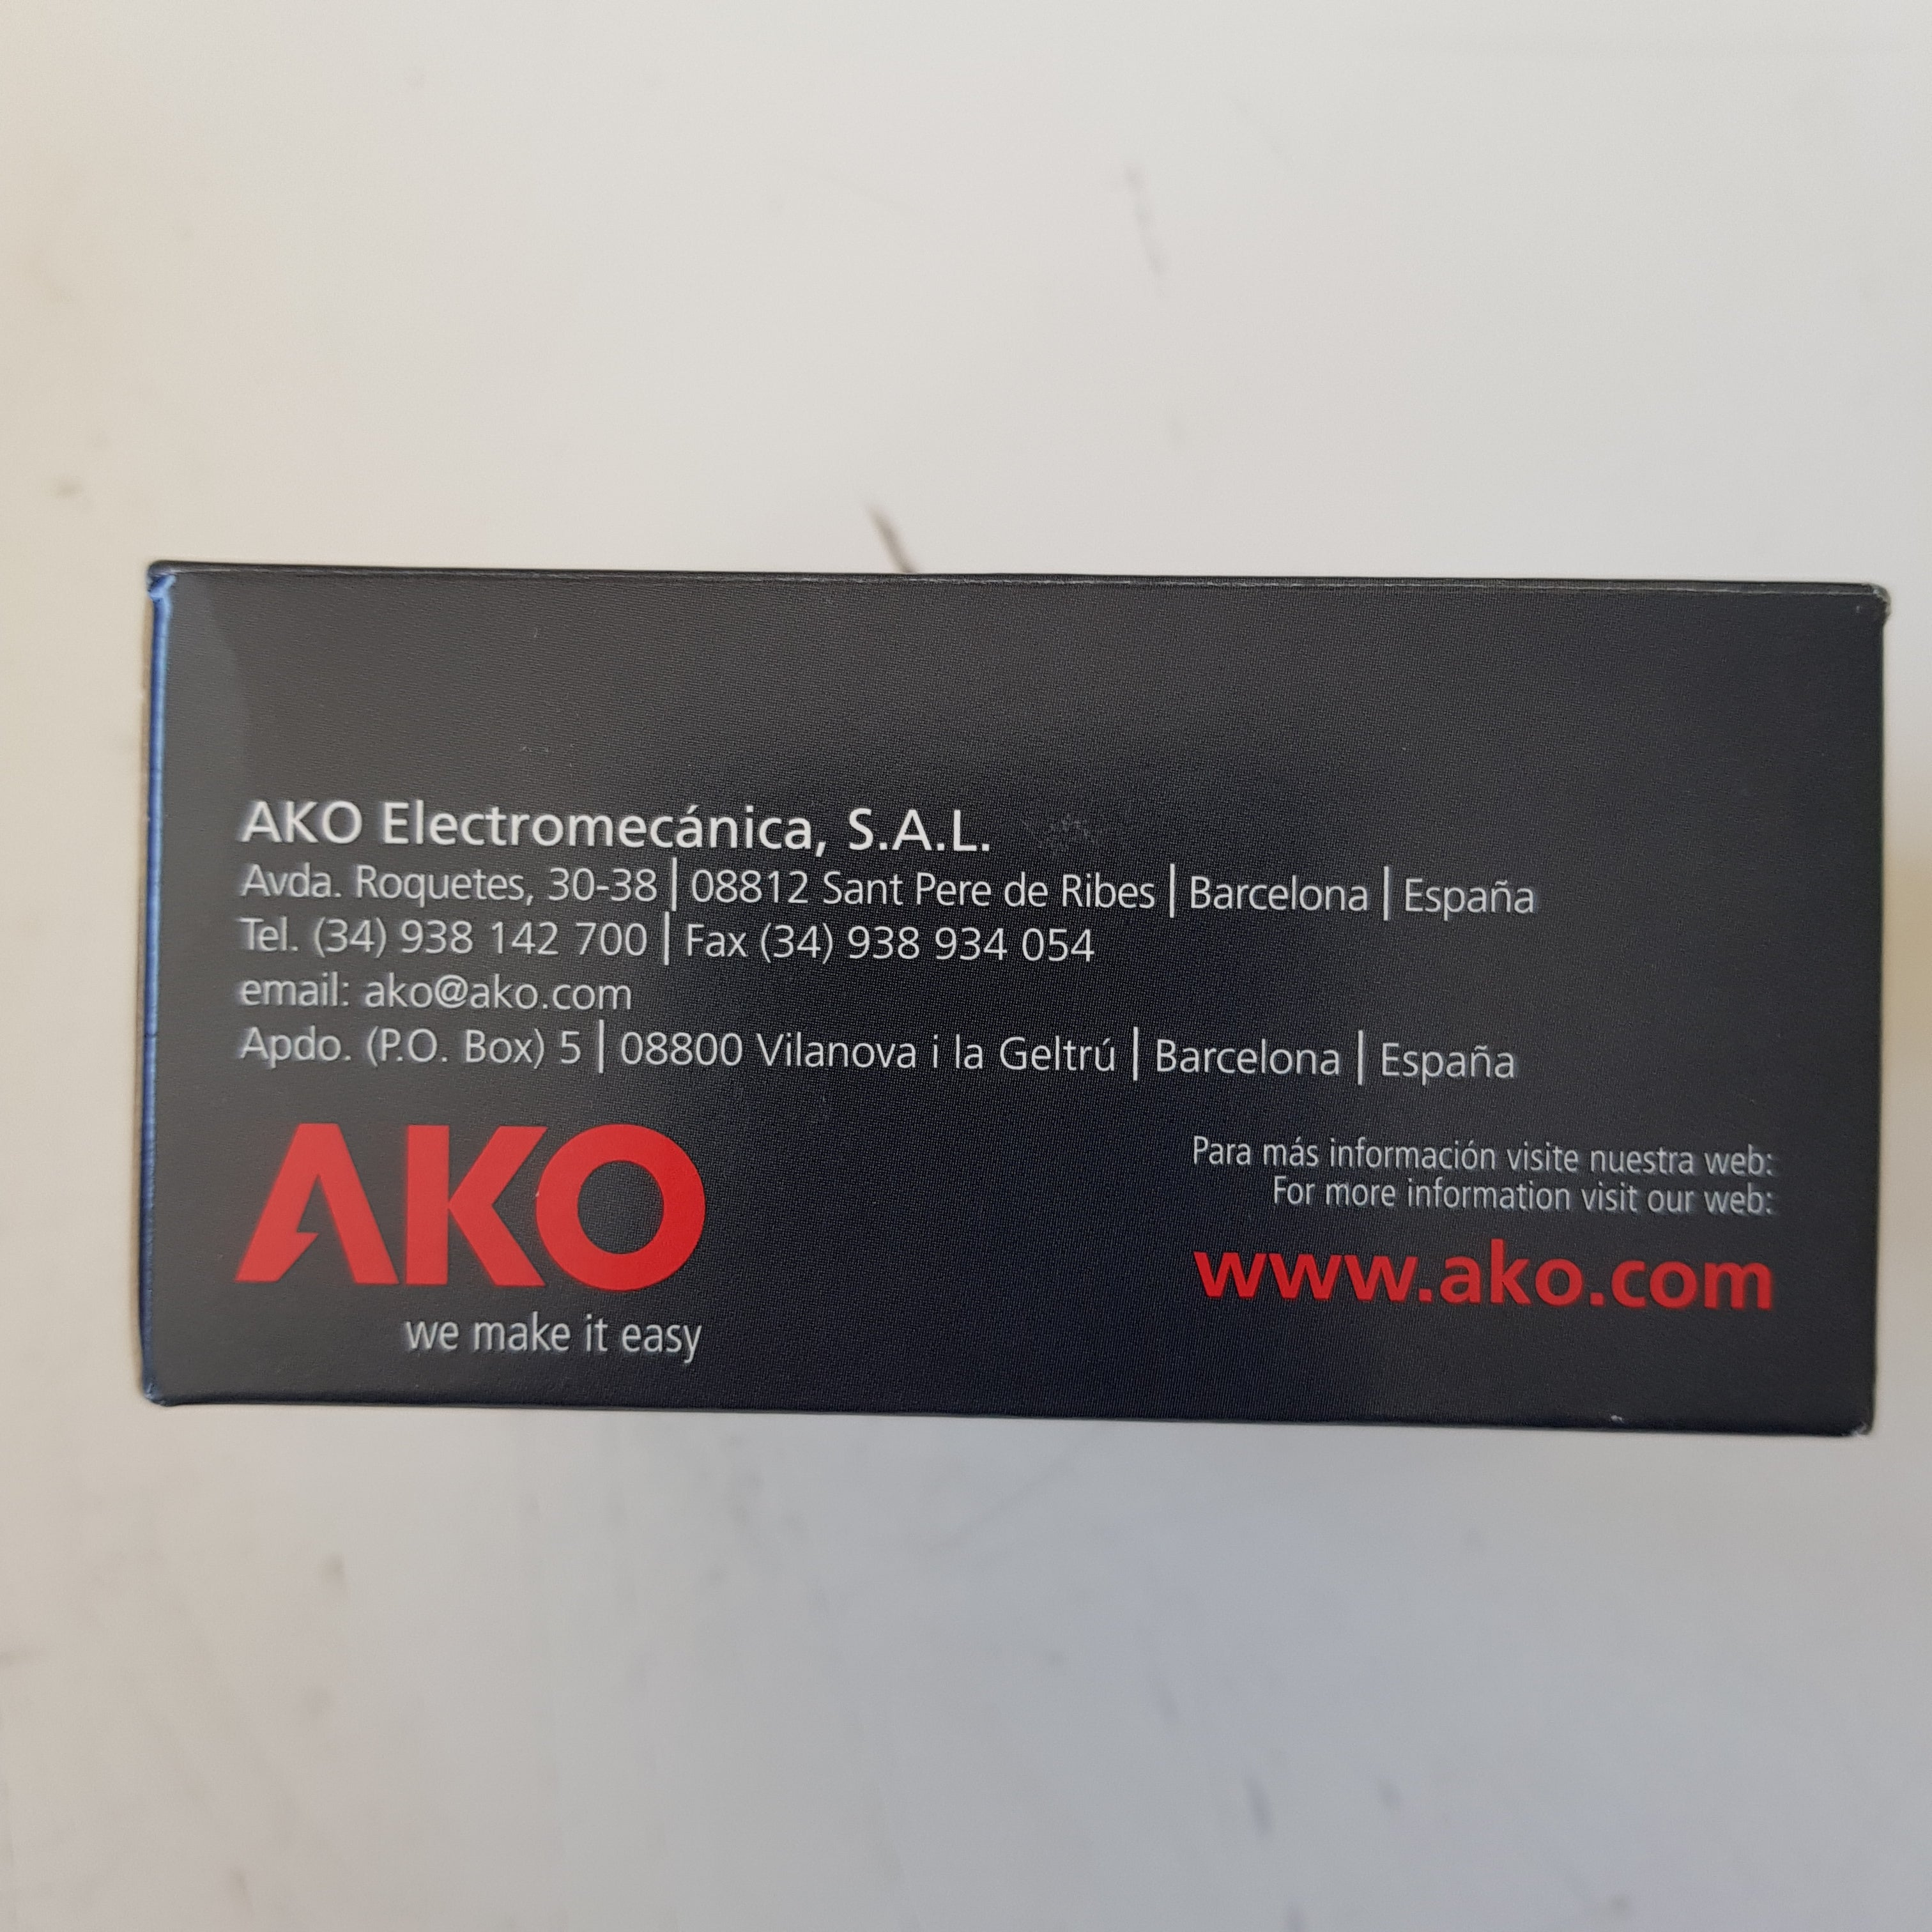 AKO Electromecánica, S.A.L.
Avda. Roquetes, 30-38 | 08812 Sant Pere de Ribes | Barcelona | España
Tel. (34) 938 142 700 | Fax (34) 938 934 054
email: ako@ako.com
Apdo. (P.O. Box) 5 | 08800 Vilanova i la Geltrú | Barcelona | España
AKO
we make it easy
Para más información visite nuestra web:
For more information visit our web:
www.ako.com